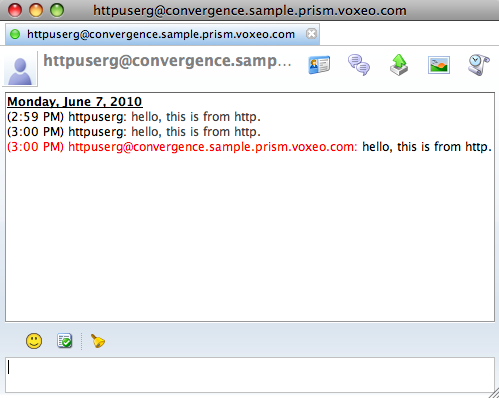 httpuserg@convergence.sample.prism.voxeo.com
httpuserg@convergence.sample.prism.voxeo.com
httpuserg@convergence.samp...
Monday, June 7, 2010
(2:59 PM) httpuserg: hello, this is from http.
(3:00 PM) httpuserg: hello, this is from http.
(3:00 PM) httpuserg@convergence.sample.prism.voxeo.com: hello, this is from http.